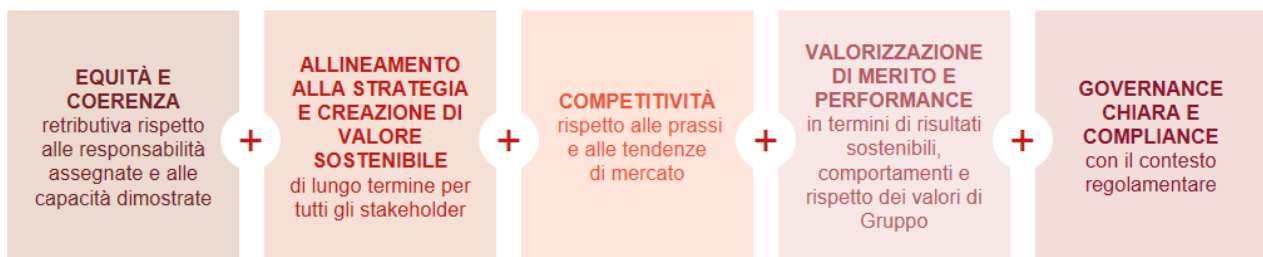 EQUITÀ E
COERENZA
retributiva rispetto
alle responsabilità
assegnate e alle
capacità dimostrate
+
ALLINEAMENTO
ALLA STRATEGIA
E CREAZIONE DI
VALORE
SOSTENIBILE
di lungo termine per
tutti gli stakeholder
+
COMPETITIVITÀ
rispetto alle prassi
e alle tendenze
di mercato
+
VALORIZZAZIONE
DI MERITO E
PERFORMANCE
in termini di risultati
sostenibili,
comportamenti e
rispetto dei valori di
Gruppo
+
GOVERNANCE
CHIARA E
COMPLIANCE
con il contesto
regolamentare